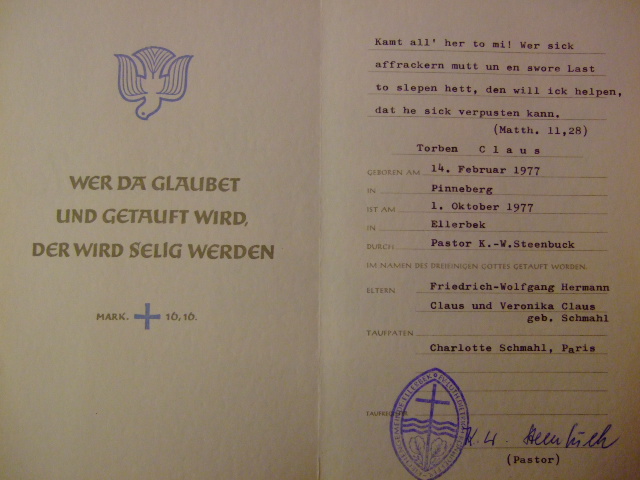 WER DA GLAUBET
UND GETAUFT WIRD,
DER WIRD SELIG WERDEN
MARK. 16,16.
Kamt all' her to mi! Wer sick
affrackern mutt un en swore Last
to slepen hett, den will ick helpen,
dat he sick verpusten kann.
(Matth. 11,28)
Torben Claus
GEBOREN AM 14. Februar 1977
IN Pinneberg
IST AM 1. Oktober 1977
IN Ellerbek
DURCH Pastor K.-W.Steenbuck
IM NAMEN DES DREIEINIGEN GOTTES GETAUFT WORDEN.
ELTERN Friedrich-Wolfgang Hermann
Claus und Veronika Claus
geb. Schmahl
TAUFPATEN
Charlotte Schmahl, Paris
TAUFREGISTER
K. W. Steenbuck
(Pastor)